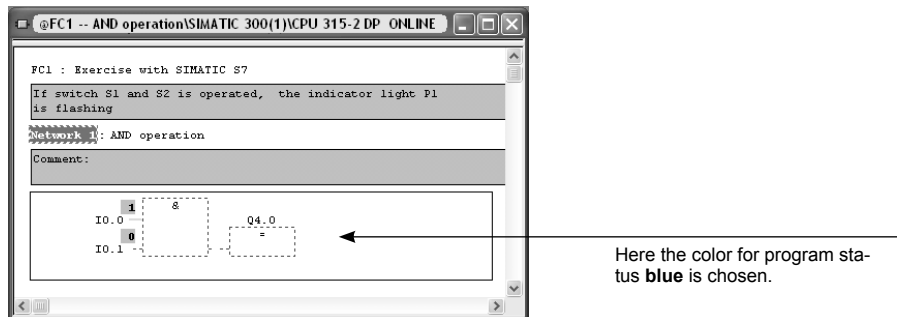 @FC1 -- AND operation\SIMATIC 300(1)\CPU 315-2 DP ONLINE
FC1 : Exercise with SIMATIC S7
If switch S1 and S2 is operated, the indicator light P1
is flashing
Network 1: AND operation
Comment:
1
&
I0.0
Q4.0
0
=
I0.1
Here the color for program sta-
tus blue is chosen.